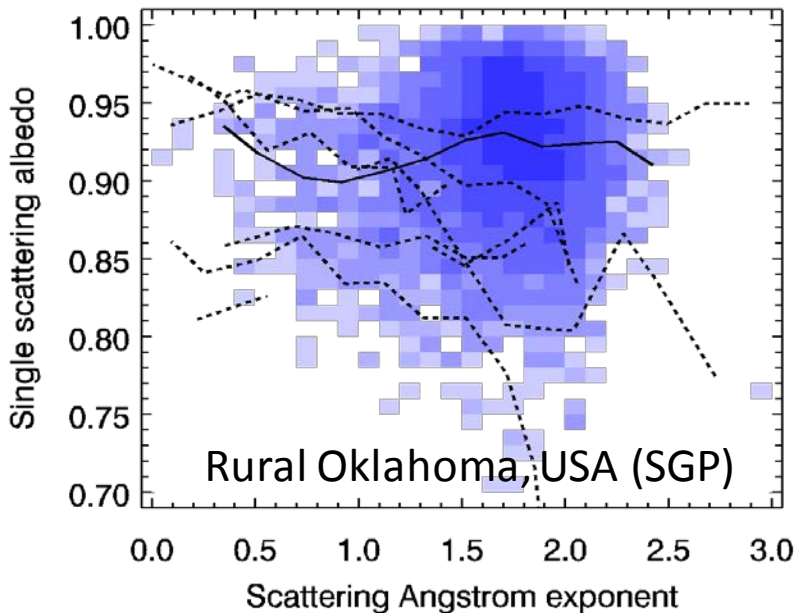 1.00
0.95
0.90
0.85
0.80
0.75
0.70
Single scattering albedo
Rural Oklahoma, USA (SGP)
0.0 0.5 1.0 1.5 2.0 2.5 3.0
Scattering Angstrom exponent